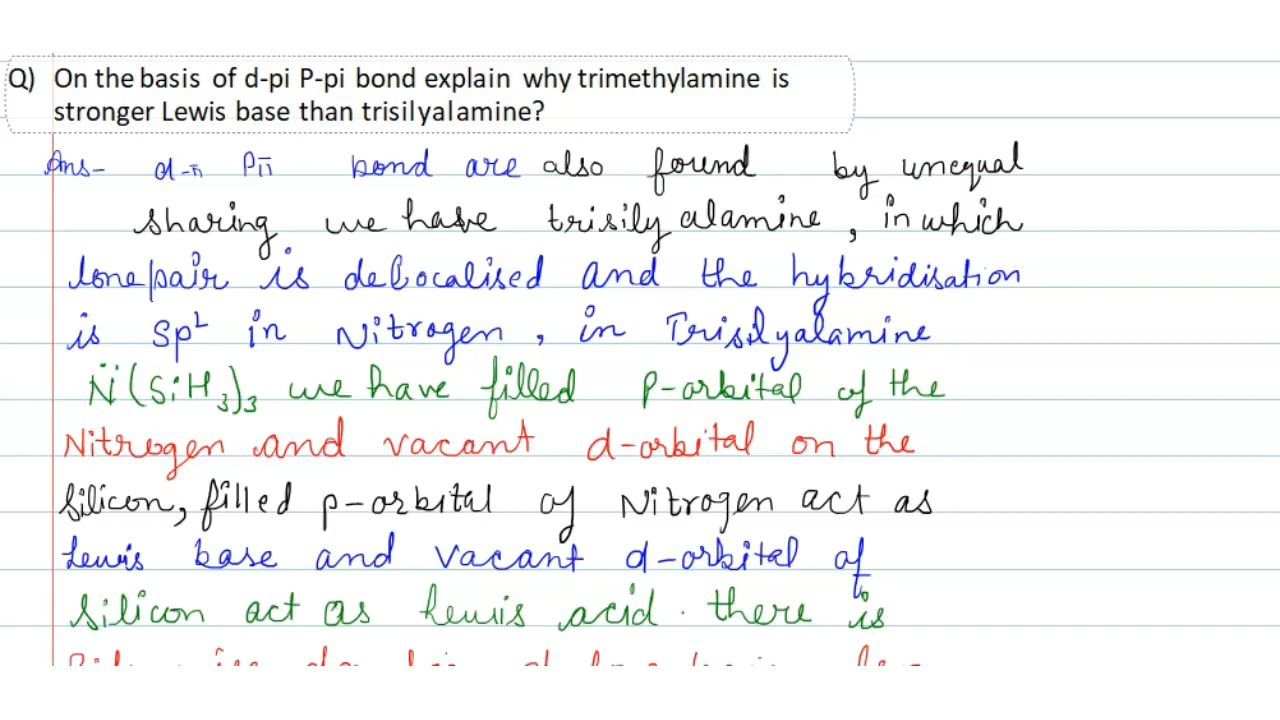 Q) On the basis of d-pi P-pi bond explain why trimethylamine is
stronger Lewis base than trisilyalamine?
Ans- d-π Pπ bond are also found by unequal
sharing we have trisilyalamine, in which
lonepair is delocalised and the hybridisation
is Sp² in Nitrogen, in Trisilyalamine
N̈(SiH₃)₃ we have filled P-orbital of the
Nitrogen and vacant d-orbital on the
Silicon, filled p-orbital of Nitrogen act as
Lewis base and vacant d-orbital of
Silicon act as Lewis acid. there is